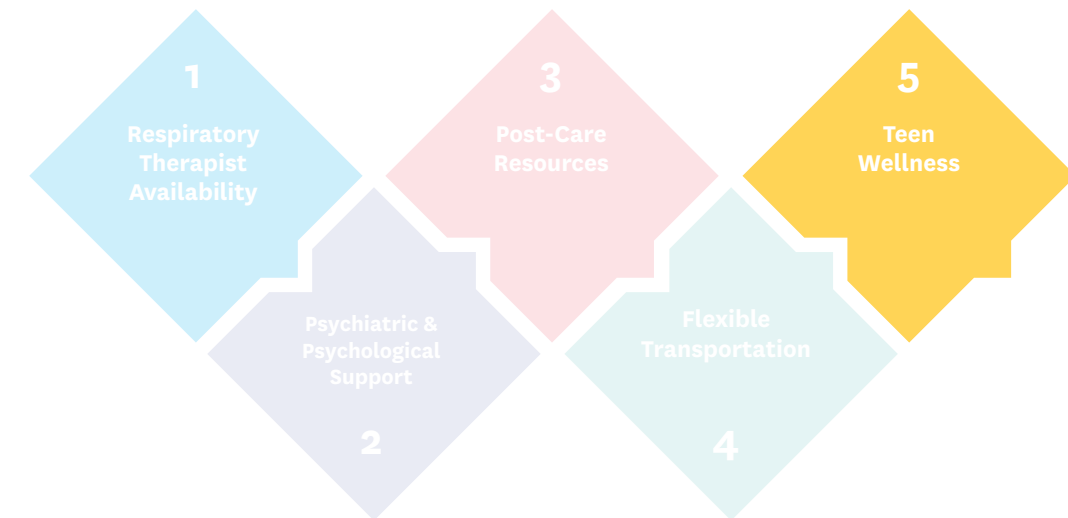 1
Respiratory
Therapist
Availability
Psychiatric &
Psychological
Support
2
3
Post-Care
Resources
Flexible
Transportation
4
5
Teen
Wellness